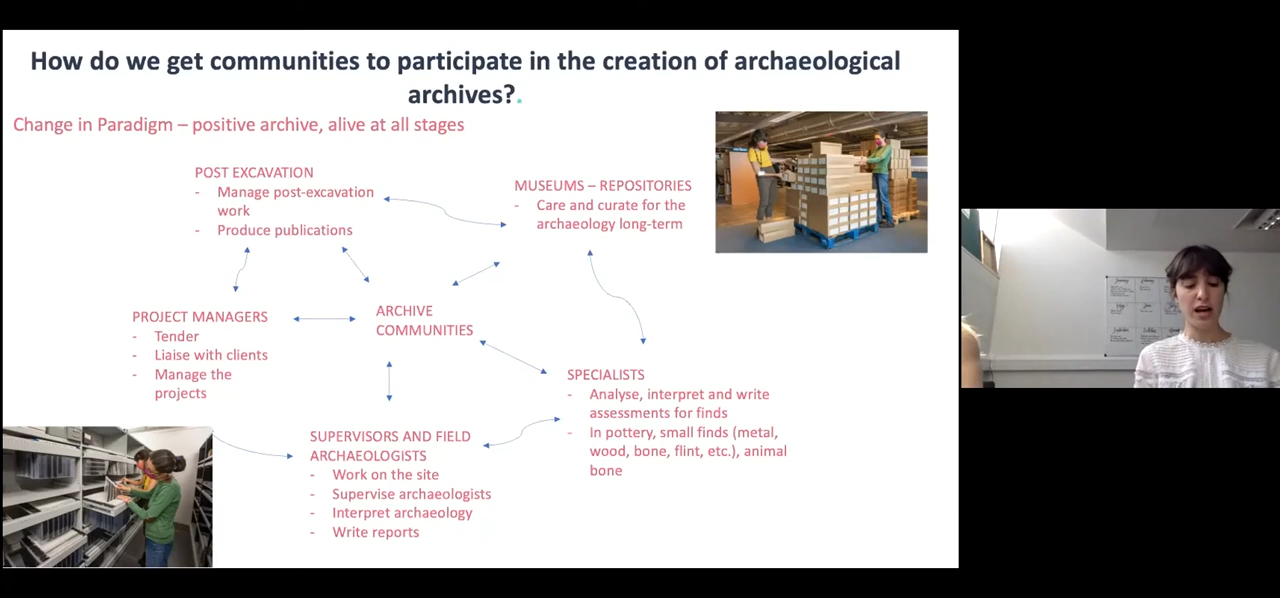 How do we get communities to participate in the creation of archaeological
archives?.
Change in Paradigm – positive archive, alive at all stages
POST EXCAVATION
- Manage post-excavation
work
- Produce publications
MUSEUMS – REPOSITORIES
- Care and curate for the
archaeology long-term
PROJECT MANAGERS
- Tender
- Liaise with clients
- Manage the
projects
ARCHIVE
COMMUNITIES
SPECIALISTS
- Analyse, interpret and write
assessments for finds
- In pottery, small finds (metal,
wood, bone, flint, etc.), animal
bone
SUPERVISORS AND FIELD
ARCHAEOLOGISTS
- Work on the site
- Supervise archaeologists
- Interpret archaeology
- Write reports